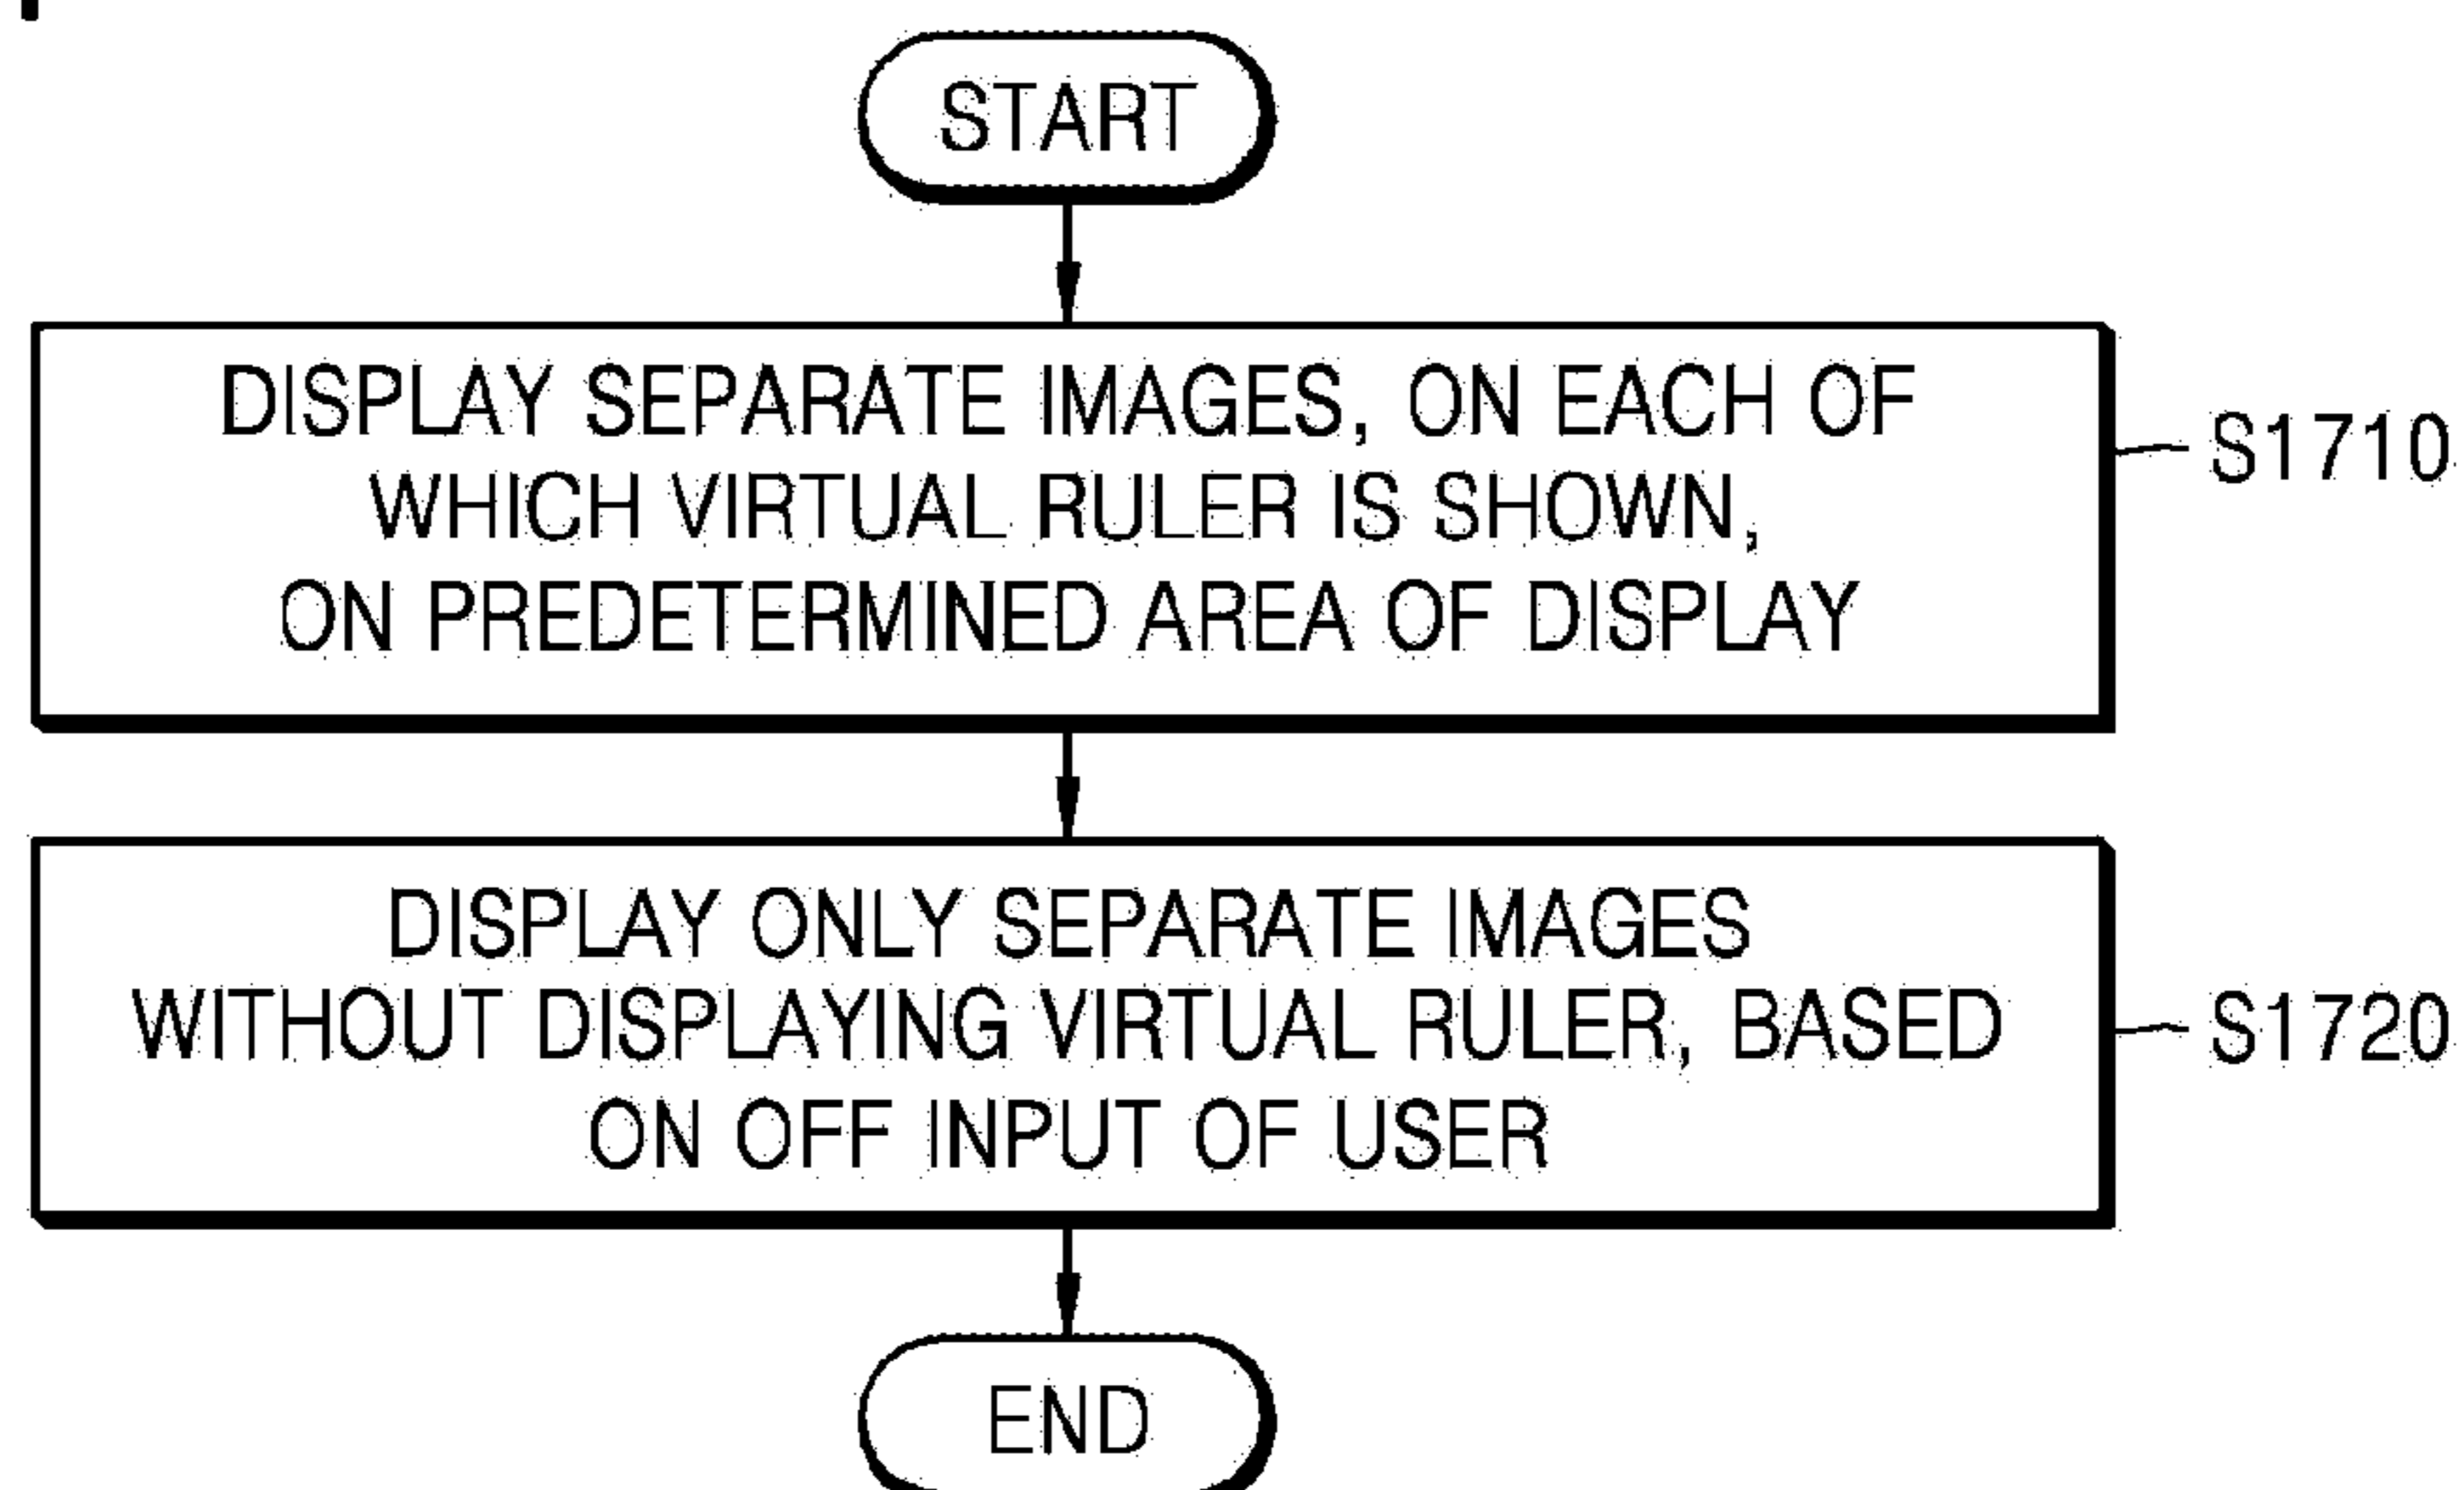 START
DISPLAY SEPARATE IMAGES, ON EACH OF
WHICH VIRTUAL RULER IS SHOWN,
ON PREDETERMINED AREA OF DISPLAY
S1710
DISPLAY ONLY SEPARATE IMAGES
WITHOUT DISPLAYING VIRTUAL RULER, BASED
ON OFF INPUT OF USER
S1720
END